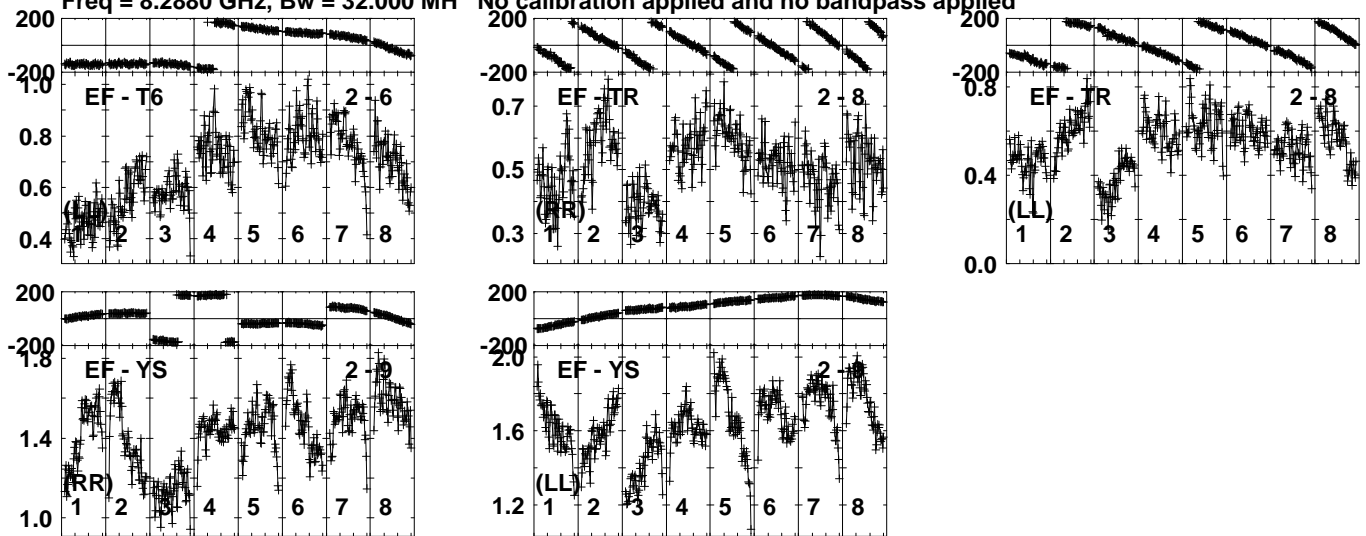 Freq = 8.2880 GHz, Bw = 32.000 MH No calibration applied and no bandpass applied
200
-200
EF - T6 2 - 6
1.0
0.8
0.6
0.4
(LL)
1 2 3 4 5 6 7 8
200
-200
EF - TR 2 - 8
0.7
0.5
0.3
(RR)
1 2 3 4 5 6 7 8
200
-200
EF - TR 2 - 8
0.8
0.4
0.0
(LL)
1 2 3 4 5 6 7 8
200
-200
EF - YS 2 - 9
1.8
1.4
1.0
(RR)
1 2 3 4 5 6 7 8
200
-200
EF - YS 2 - 9
2.0
1.6
1.2
(LL)
1 2 3 4 5 6 7 8